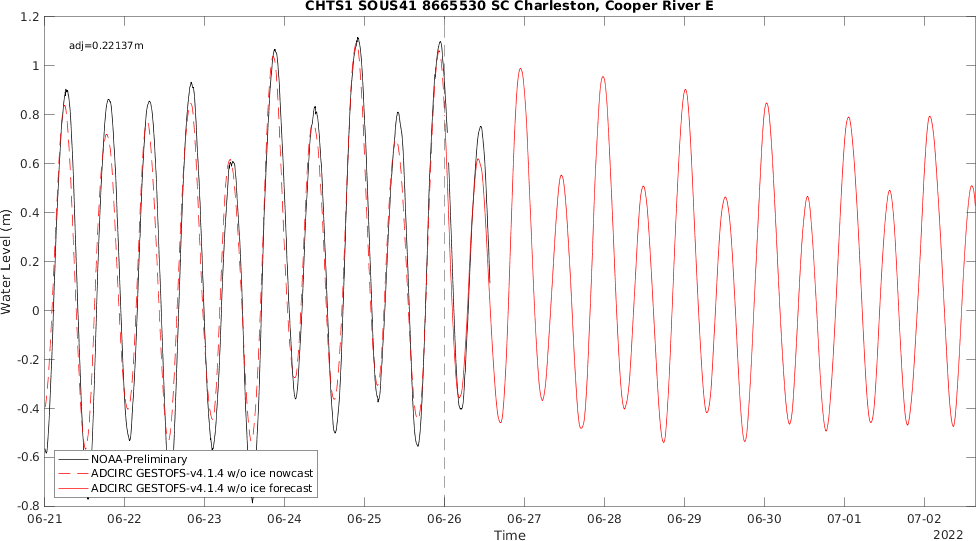 CHTS1 SOUS41 8665530 SC Charleston, Cooper River E
1.2
1
0.8
0.6
0.4
0.2
0
-0.2
-0.4
-0.6
-0.8
Water Level (m)
adj=0.22137m
NOAA-Preliminary
ADCIRC GESTOFS-v4.1.4 w/o ice nowcast
ADCIRC GESTOFS-v4.1.4 w/o ice forecast
06-21 06-22 06-23 06-24 06-25 06-26 06-27 06-28 06-29 06-30 07-01 07-02
Time
2022